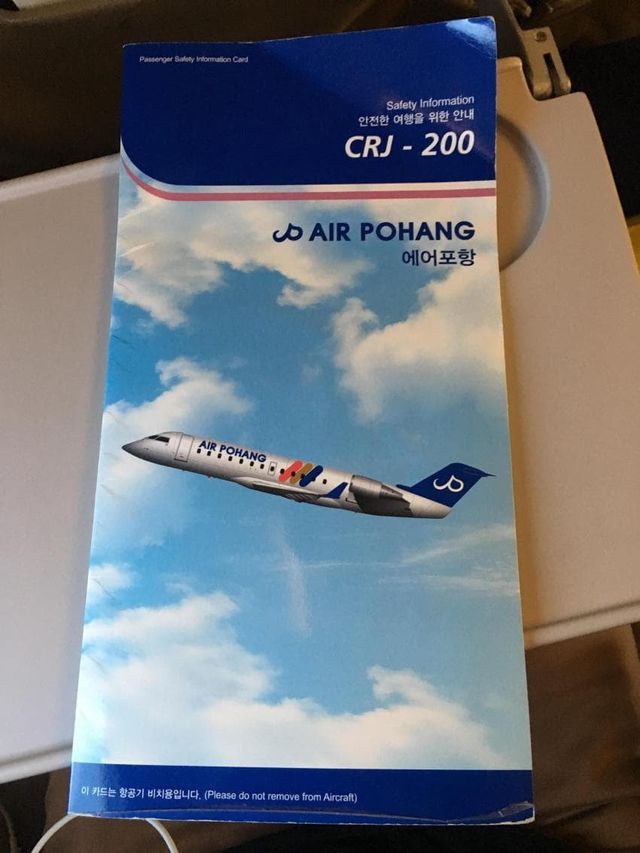 Passenger Safety Information Card
Safety Information
안전한 여행을 위한 안내
CRJ - 200
AIR POHANG
에어포항
AIR POHANG
이 카드는 항공기 비치용입니다. (Please do not remove from Aircraft)